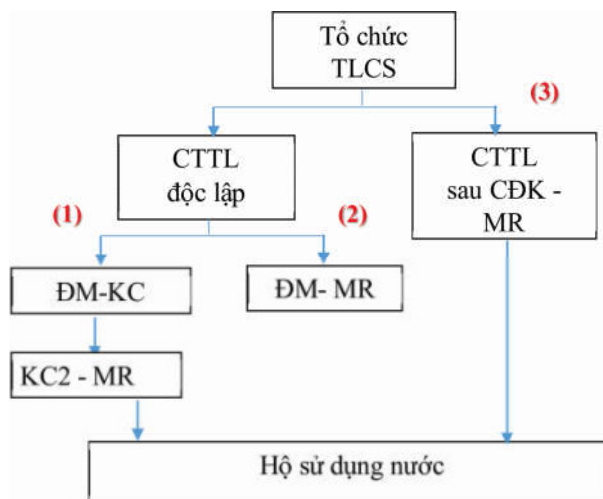 Tổ chức
TLCS
(3)
CTTL
độc lập
CTTL
sau CĐK -
MR
(1)
(2)
ĐM-KC
ĐM- MR
KC2 - MR
Hộ sử dụng nước